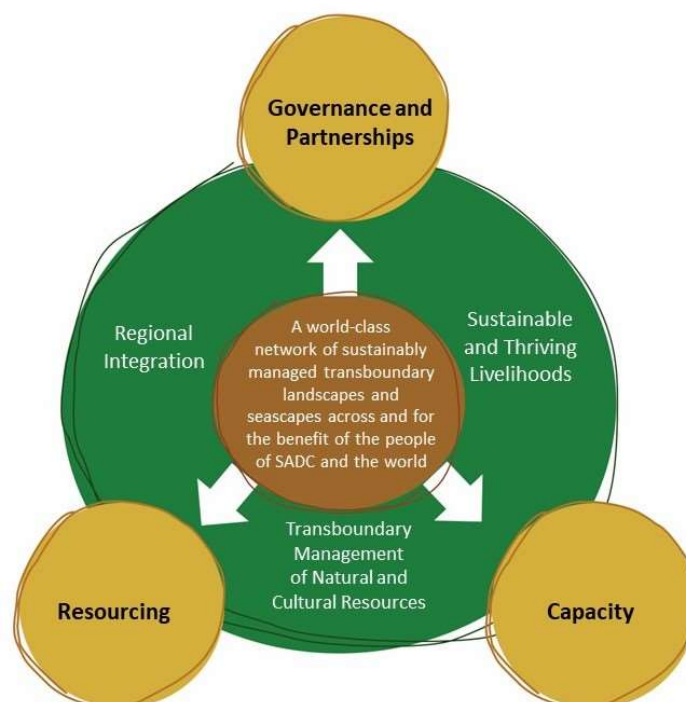 Governance and
Partnerships
Regional
Integration
A world-class
network of sustainably
managed transboundary
landscapes and
seascapes across and for
the benefit of the people
of SADC and the world
Sustainable
and Thriving
Livelihoods
Transboundary
Management
of Natural and
Cultural Resources
Resourcing
Capacity